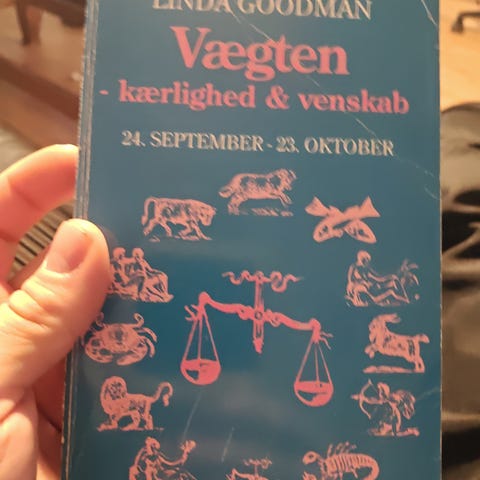 LINDA GOODMAN
Vægten
- kærlighed & venskab
24. SEPTEMBER - 23. OKTOBER